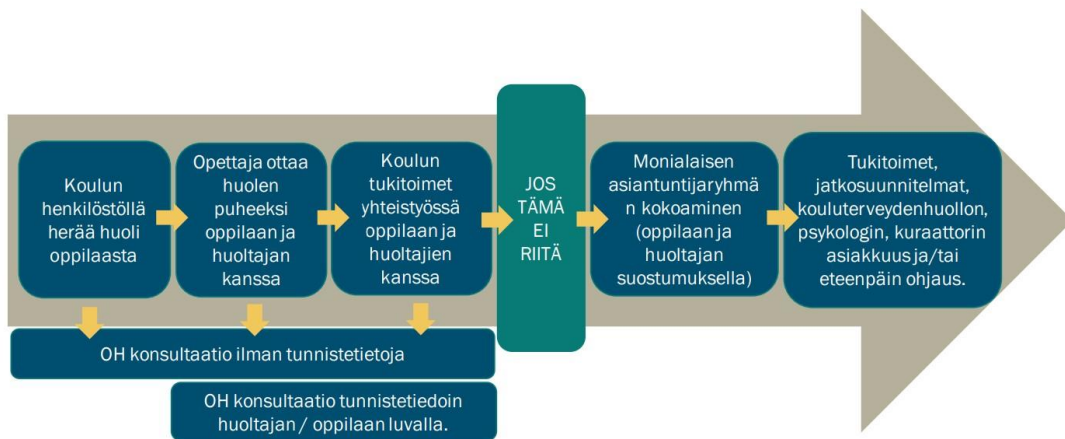 Koulun
henkilöstöllä
herää huoli
oppilaasta
Opettaja ottaa
huolen
puheeksi
oppilaan ja
huoltajan
kanssa
Koulun
tukitoimet
yhteistyössä
oppilaan ja
huoltajien
kanssa
JOS
TÄMÄ
EI
RIITÄ
Monialaisen
asiantuntijaryhmä
n kokoaminen
(oppilaan ja
huoltajan
suostumuksella)
Tukitoimet,
jatkosuunnitelmat,
kouluterveydenhuollon,
psykologin, kuraattorin
asiakkuus ja/tai
eteenpäin ohjaus.
OH konsultaatio ilman tunnistetietoja
OH konsultaatio tunnistetiedoin
huoltajan / oppilaan luvalla.